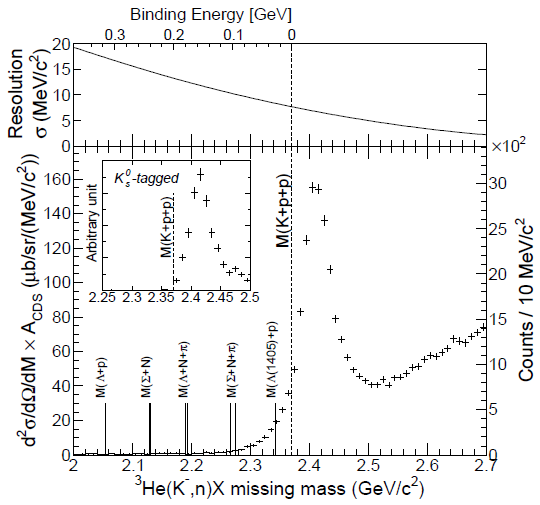 Binding Energy [GeV]
0.3 0.2 0.1 0
Resolution
σ (MeV/c²)
20
15
10
5
0
×10²
d²σ/dΩ/dM × A_CDS (μb/sr/(MeV/c²))
160
140
120
100
80
60
40
20
0
K⁰ₛ-tagged
Arbitrary unit
M(K+p+p)
2.25 2.3 2.35 2.4 2.45 2.5
M(K+p+p)
M(Λ+p)
M(Σ+N)
M(Λ+N+π)
M(Σ+N+π)
M(Λ(1405)+p)
30
25
20
15
10
5
0
Counts / 10 MeV/c²
2 2.1 2.2 2.3 2.4 2.5 2.6 2.7
³He(K⁻,n)X missing mass (GeV/c²)